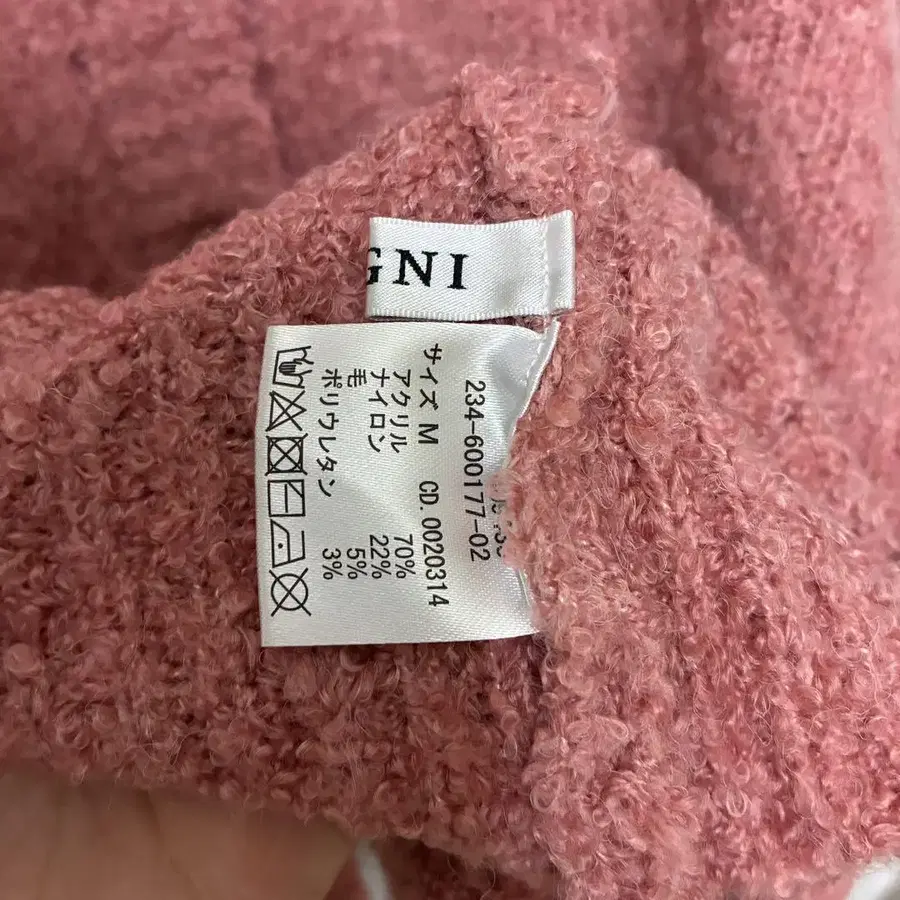 GNI
234-600177-02
サイズ M CD. 0020314
アクリル 70%
ナイロン 22%
毛 5%
ポリウレタン 3%